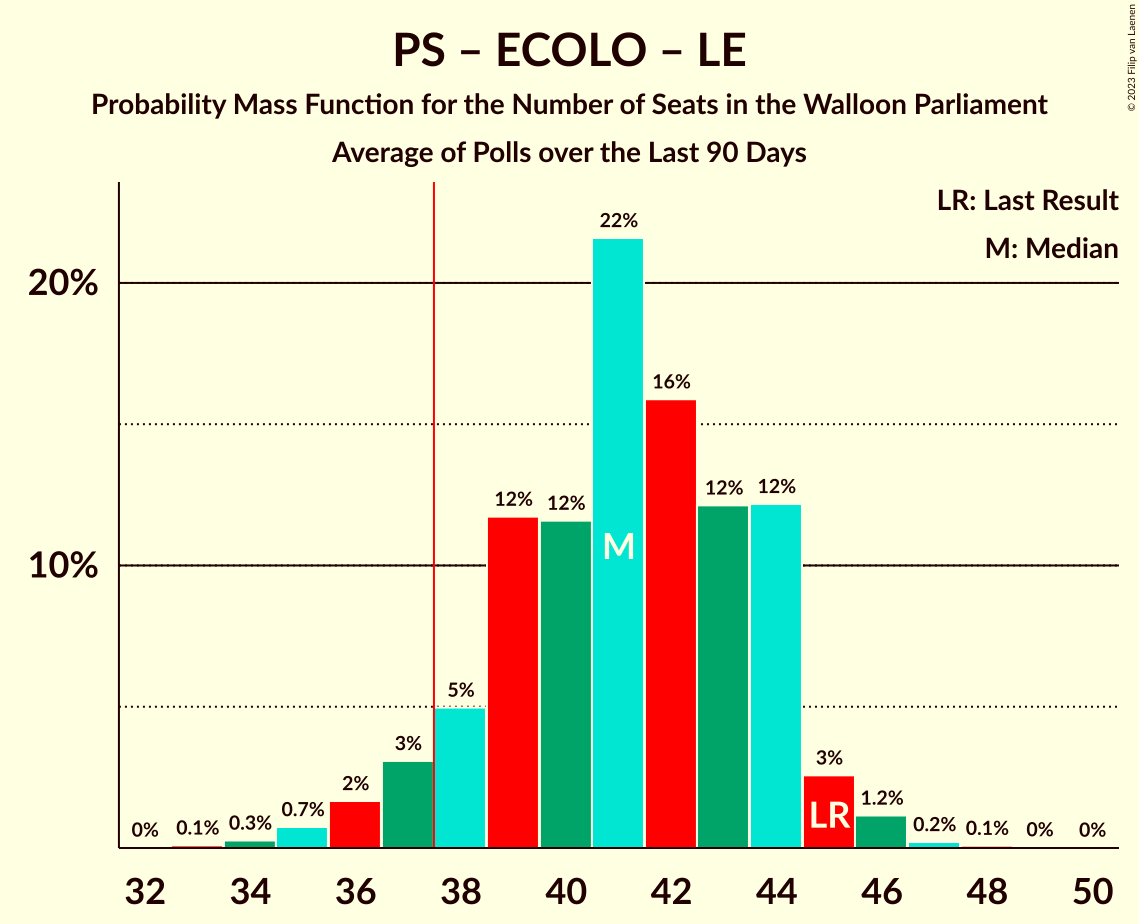 PS – ECOLO – LE
Probability Mass Function for the Number of Seats in the Walloon Parliament
Average of Polls over the Last 90 Days
© 2023 Filip van Laenen
LR: Last Result
M: Median
20%
10%
0%
0.1%
0.3%
0.7%
2%
3%
5%
12%
12%
22%
16%
12%
12%
3%
1.2%
0.2%
0.1%
0%
0%
M
LR
32 34 36 38 40 42 44 46 48 50